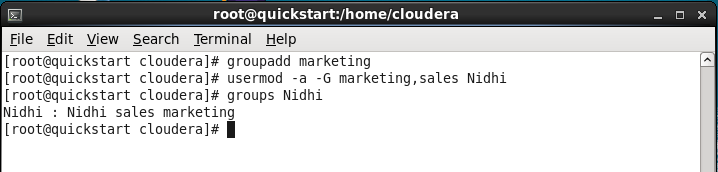 root@quickstart:/home/cloudera
File Edit View Search Terminal Help
[root@quickstart cloudera]# groupadd marketing
[root@quickstart cloudera]# usermod -a -G marketing,sales Nidhi
[root@quickstart cloudera]# groups Nidhi
Nidhi : Nidhi sales marketing
[root@quickstart cloudera]#